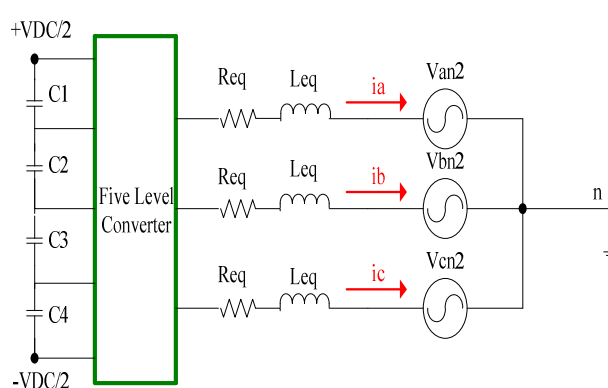 +VDC/2
C1
C2
C3
C4
-VDC/2
Five Level
Converter
Req
Leq
ia
Van2
Req
Leq
ib
Vbn2
Req
Leq
ic
Vcn2
n